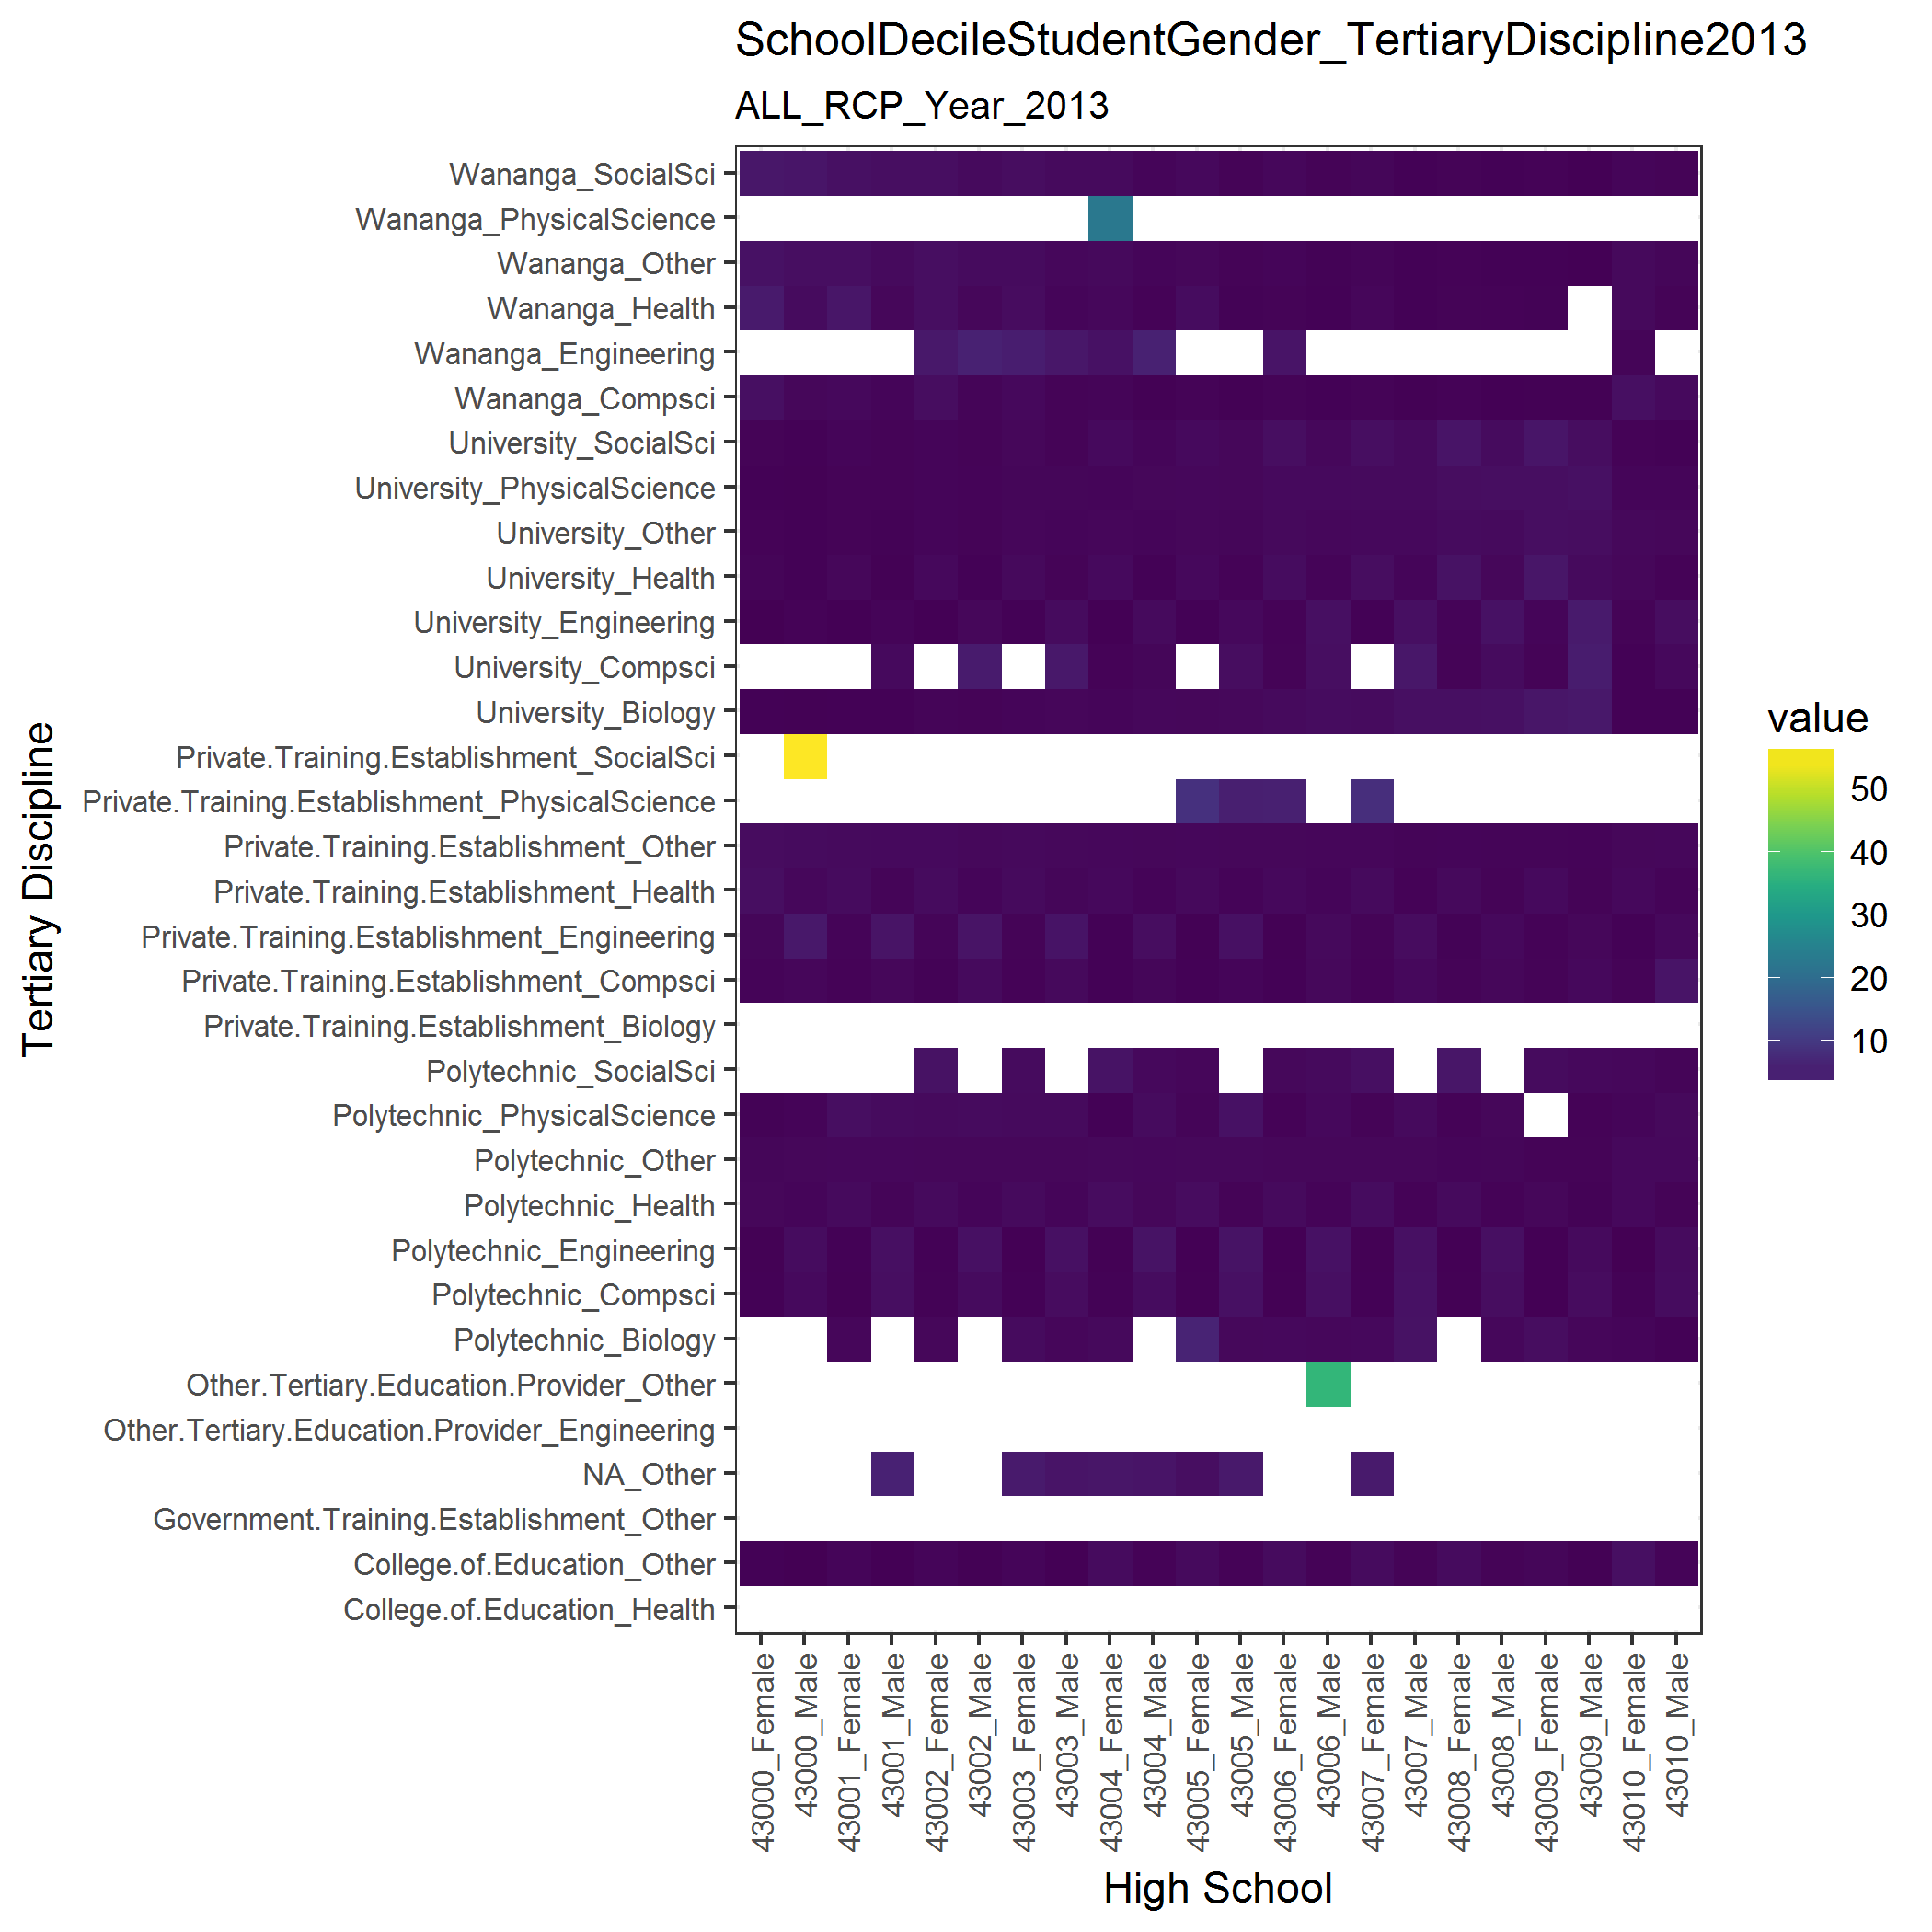 SchoolDecileStudentGender_TertiaryDiscipline2013
ALL_RCP_Year_2013
Tertiary Discipline
Wananga_SocialSci
Wananga_PhysicalScience
Wananga_Other
Wananga_Health
Wananga_Engineering
Wananga_Compsci
University_SocialSci
University_PhysicalScience
University_Other
University_Health
University_Engineering
University_Compsci
University_Biology
Private.Training.Establishment_SocialSci
Private.Training.Establishment_PhysicalScience
Private.Training.Establishment_Other
Private.Training.Establishment_Health
Private.Training.Establishment_Engineering
Private.Training.Establishment_Compsci
Private.Training.Establishment_Biology
Polytechnic_SocialSci
Polytechnic_PhysicalScience
Polytechnic_Other
Polytechnic_Health
Polytechnic_Engineering
Polytechnic_Compsci
Polytechnic_Biology
Other.Tertiary.Education.Provider_Other
Other.Tertiary.Education.Provider_Engineering
NA_Other
Government.Training.Establishment_Other
College.of.Education_Other
College.of.Education_Health
43000_Female
43000_Male
43001_Female
43001_Male
43002_Female
43002_Male
43003_Female
43003_Male
43004_Female
43004_Male
43005_Female
43005_Male
43006_Female
43006_Male
43007_Female
43007_Male
43008_Female
43008_Male
43009_Female
43009_Male
43010_Female
43010_Male
High School
value
50
40
30
20
10